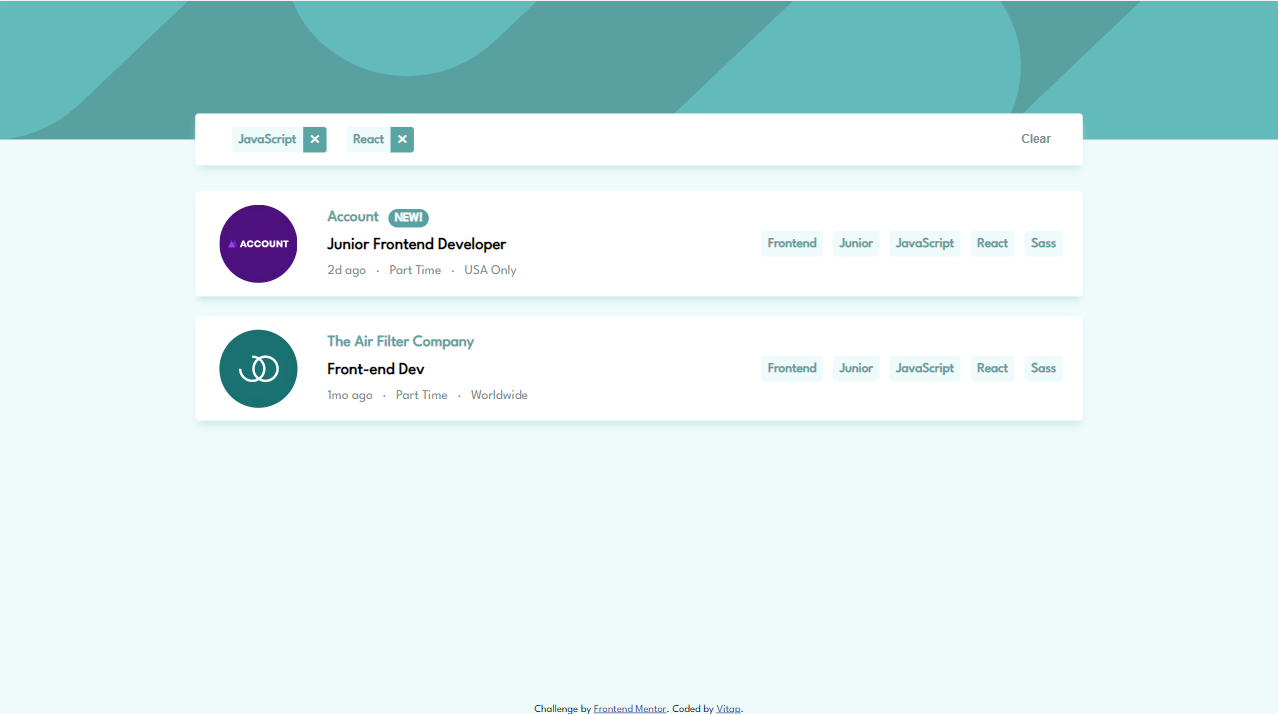 JavaScript ✕ React ✕ Clear
ACCOUNT
Account NEW!
Junior Frontend Developer
2d ago · Part Time · USA Only
Frontend Junior JavaScript React Sass
The Air Filter Company
Front-end Dev
1mo ago · Part Time · Worldwide
Frontend Junior JavaScript React Sass
Challenge by Frontend Mentor. Coded by Vitap.